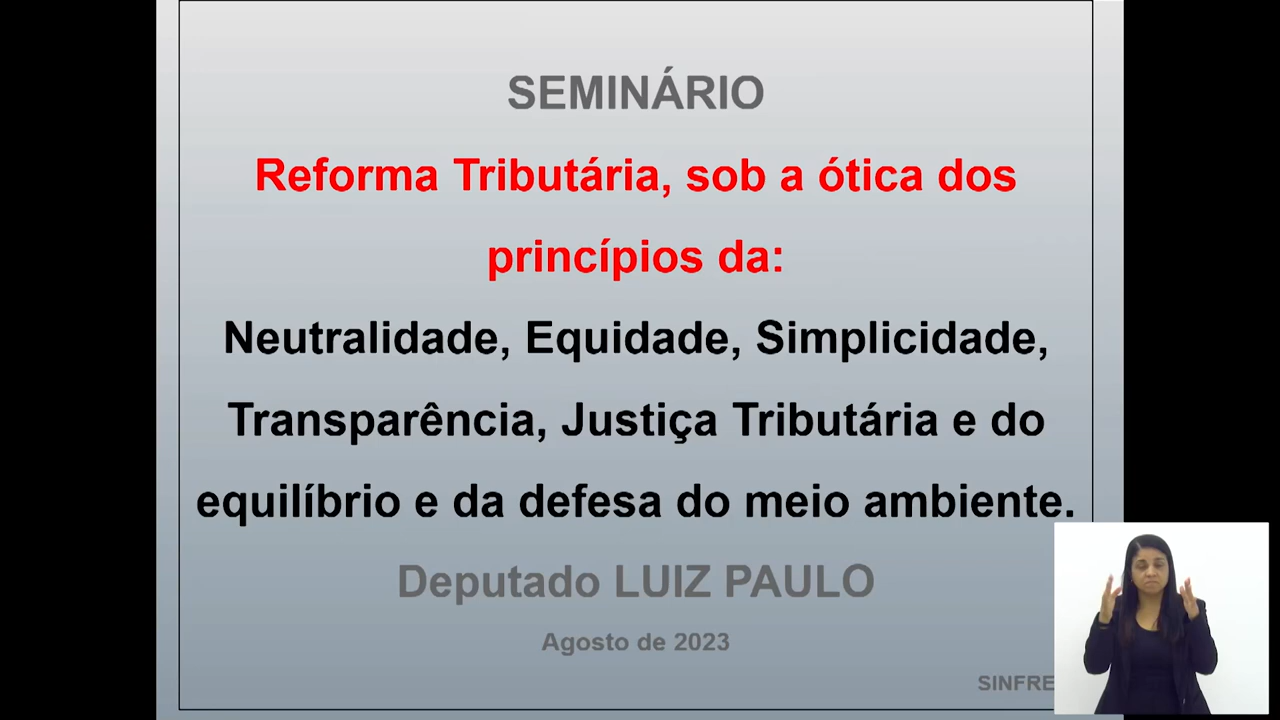 SEMINÁRIO
Reforma Tributária, sob a ótica dos
princípios da:
Neutralidade, Equidade, Simplicidade,
Transparência, Justiça Tributária e do
equilíbrio e da defesa do meio ambiente.
Deputado LUIZ PAULO
Agosto de 2023